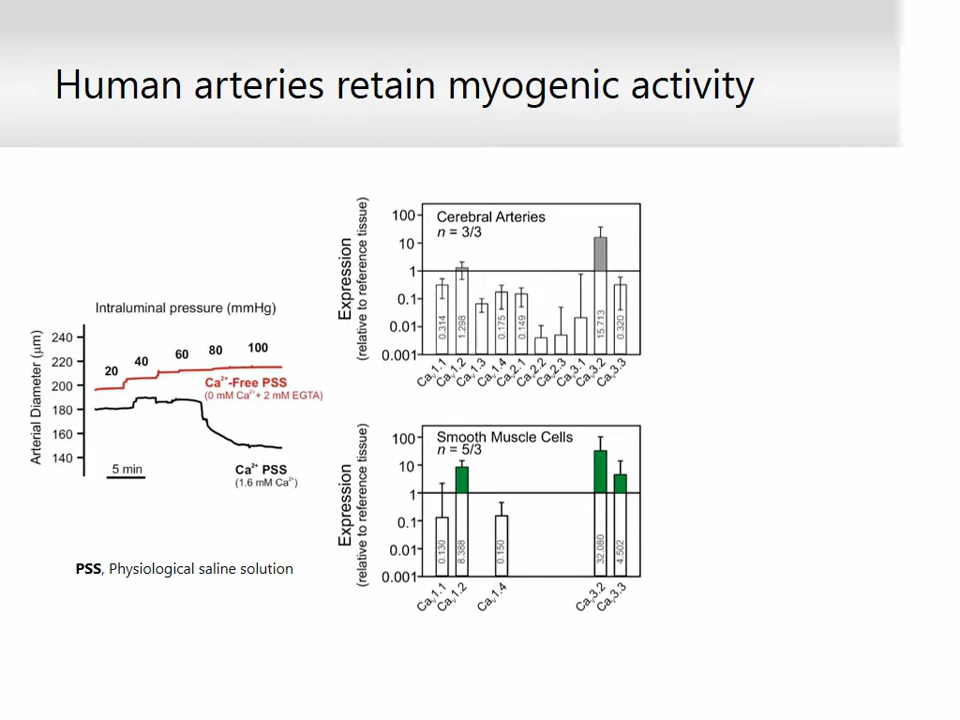 Human arteries retain myogenic activity
Intraluminal pressure (mmHg)
Arterial Diameter (μm)
240
220
200
180
160
140
20
40
60
80
100
Ca²⁺-Free PSS
(0 mM Ca²⁺+ 2 mM EGTA)
5 min
Ca²⁺ PSS
(1.6 mM Ca²⁺)
PSS, Physiological saline solution
Expression
(relative to reference tissue)
Cerebral Arteries
n = 3/3
100
10
1
0.1
0.01
0.001
0.314
1.298
0.175
0.149
15.713
0.320
Caᵥ1.1
Caᵥ1.2
Caᵥ1.3
Caᵥ1.4
Caᵥ2.1
Caᵥ2.2
Caᵥ2.3
Caᵥ3.1
Caᵥ3.2
Caᵥ3.3
Expression
(relative to reference tissue)
Smooth Muscle Cells
n = 5/3
100
10
1
0.1
0.01
0.001
0.130
8.388
0.150
32.080
4.502
Caᵥ1.1
Caᵥ1.2
Caᵥ1.4
Caᵥ3.2
Caᵥ3.3